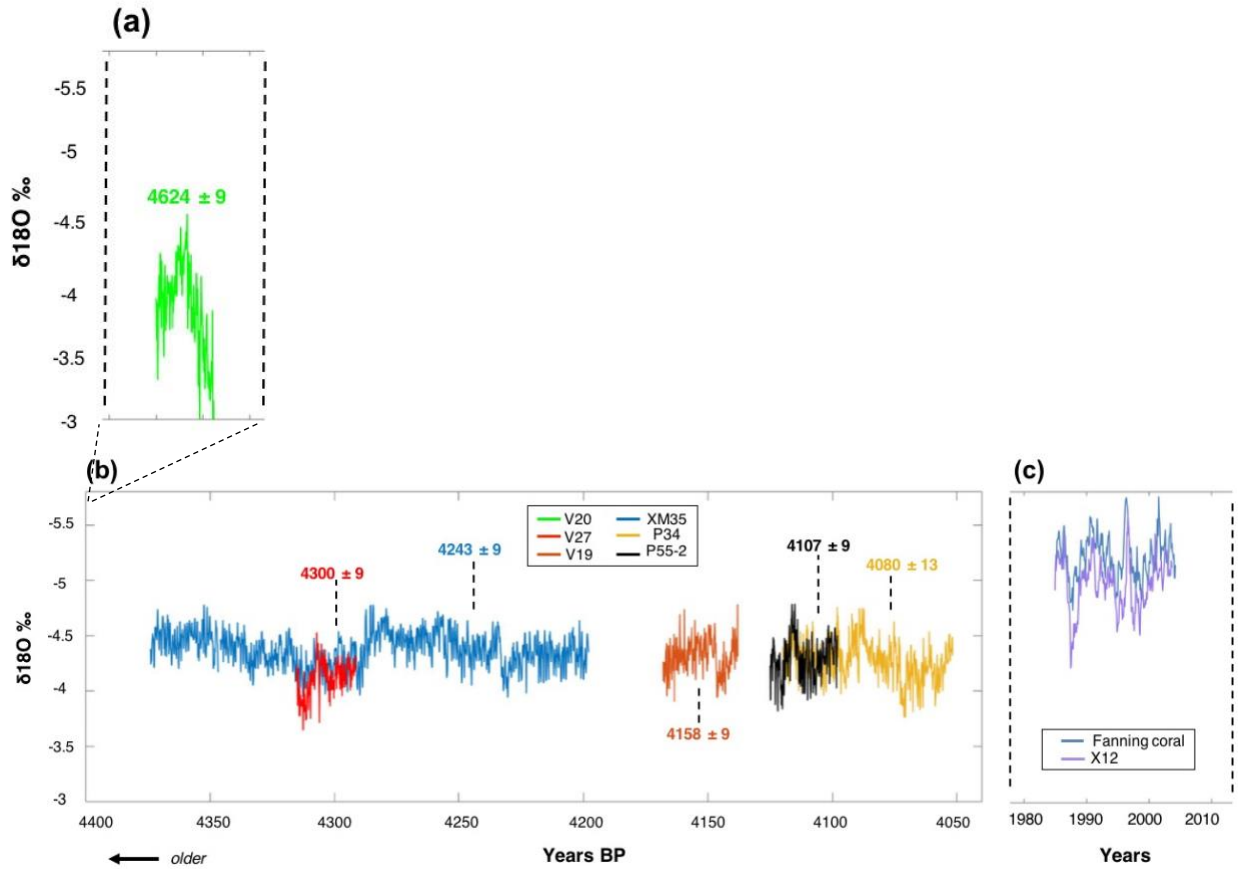 (a)
-5.5
-5
4624 ± 9
-4.5
-4
-3.5
-3
δ18O ‰
(b)
-5.5
-5
-4.5
-4
-3.5
-3
δ18O ‰
V20
V27
V19
XM35
P34
P55-2
4300 ± 9
4243 ± 9
4158 ± 9
4107 ± 9
4080 ± 13
4400 4350 4300 4250 4200 4150 4100 4050
older
Years BP
(c)
Fanning coral
X12
1980 1990 2000 2010
Years